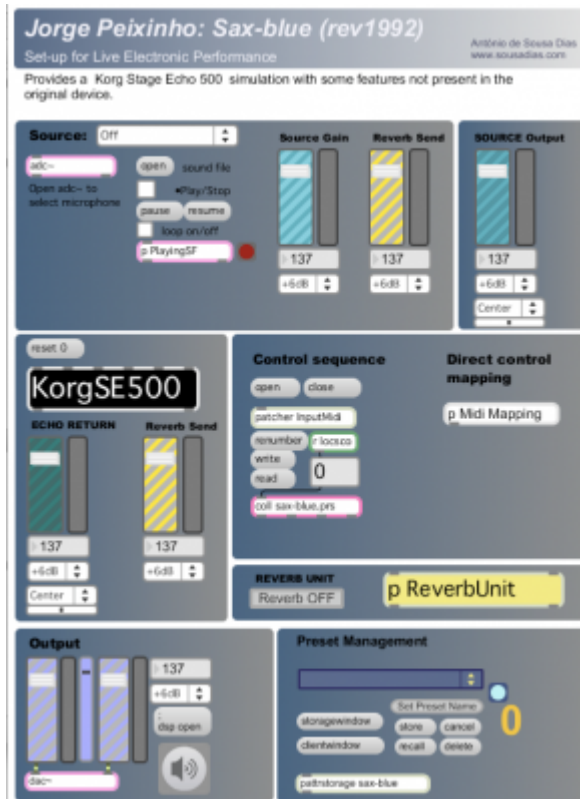 Jorge Peixinho: Sax-blue (rev1992)
Set-up for Live Electronic Performance
António de Sousa Dias
www.sousadias.com
Provides a Korg Stage Echo 500 simulation with some features not present in the
original device.
Source: Off
adc~
Open adc~ to
select microphone
open sound file
Play/Stop
pause resume
loop on/off
p PlayingSF
Source Gain
137
+6dB
Reverb Send
137
+6dB
SOURCE Output
137
+6dB
Center
reset 0
KorgSE500
ECHO RETURN
137
+6dB
Center
Reverb Send
137
+6dB
Control sequence
open close
patcher InputMidi
renumber r locsco
write
read
0
coll sax-blue.prs
Direct control
mapping
p Midi Mapping
REVERB UNIT
Reverb OFF
p ReverbUnit
Output
137
+6dB
;
dsp open
dac~
Preset Management
Set Preset Name
storagewindow store cancel
clientwindow recall delete
0
pattrstorage sax-blue